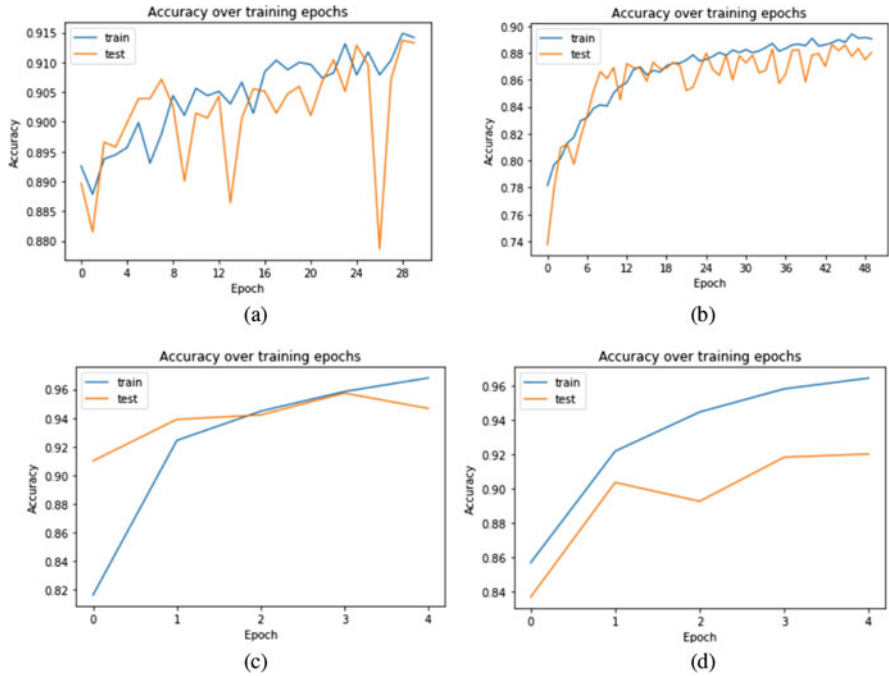 Accuracy over training epochs
train
test
0.915
0.910
0.905
0.900
0.895
0.890
0.885
0.880
Accuracy
0 4 8 12 16 20 24 28
Epoch
(a)
Accuracy over training epochs
train
test
0.90
0.88
0.86
0.84
0.82
0.80
0.78
0.76
0.74
Accuracy
0 6 12 18 24 30 36 42 48
Epoch
(b)
Accuracy over training epochs
train
test
0.96
0.94
0.92
0.90
0.88
0.86
0.84
0.82
Accuracy
0 1 2 3 4
Epoch
(c)
Accuracy over training epochs
train
test
0.96
0.94
0.92
0.90
0.88
0.86
0.84
Accuracy
0 1 2 3 4
Epoch
(d)